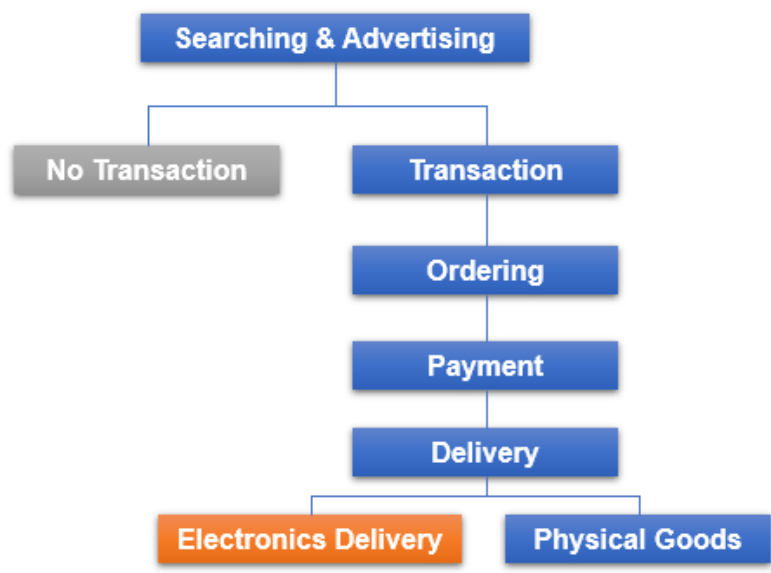 Searching & Advertising
No Transaction
Transaction
Ordering
Payment
Delivery
Electronics Delivery
Physical Goods